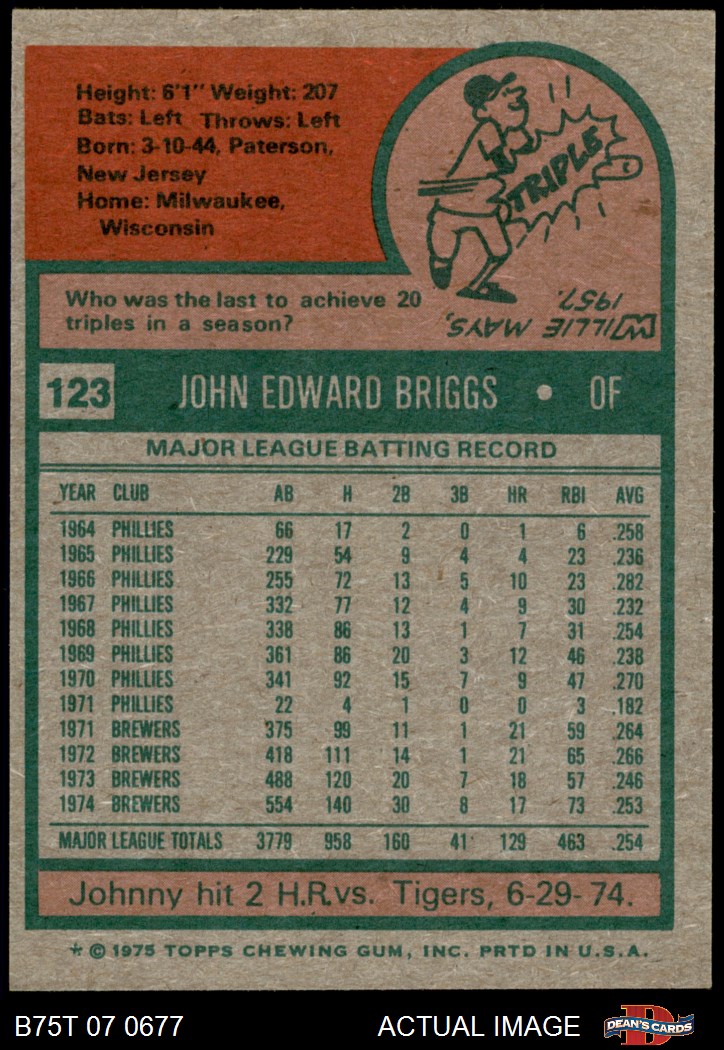 Height: 6'1" Weight: 207
Bats: Left Throws: Left
Born: 3-10-44, Paterson,
New Jersey
Home: Milwaukee,
Wisconsin
TRIPLE
Who was the last to achieve 20
triples in a season?
WILLIE MAYS,
1957.
123 JOHN EDWARD BRIGGS • OF
MAJOR LEAGUE BATTING RECORD
YEAR CLUB AB H 2B 3B HR RBI AVG
1964 PHILLIES 66 17 2 0 1 6 .258
1965 PHILLIES 229 54 9 4 4 23 .236
1966 PHILLIES 255 72 13 5 10 23 .282
1967 PHILLIES 332 77 12 4 9 30 .232
1968 PHILLIES 338 86 13 1 7 31 .254
1969 PHILLIES 361 86 20 3 12 46 .238
1970 PHILLIES 341 92 15 7 9 47 .270
1971 PHILLIES 22 4 1 0 0 3 .182
1971 BREWERS 375 99 11 1 21 59 .264
1972 BREWERS 418 111 14 1 21 65 .266
1973 BREWERS 488 120 20 7 18 57 .246
1974 BREWERS 554 140 30 8 17 73 .253
MAJOR LEAGUE TOTALS 3779 958 160 41 129 463 .254
Johnny hit 2 H.R. vs. Tigers, 6-29-74.
* © 1975 TOPPS CHEWING GUM, INC. PRTD IN U.S.A.
B75T 07 0677 ACTUAL IMAGE D DEAN'S CARDS